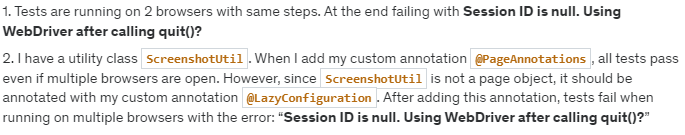 1. Tests are running on 2 browsers with same steps. At the end failing with Session ID is null. Using
WebDriver after calling quit()?
2. I have a utility class ScreenshotUtil . When I add my custom annotation @PageAnnotations , all tests pass
even if multiple browsers are open. However, since ScreenshotUtil is not a page object, it should be
annotated with my custom annotation @LazyConfiguration . After adding this annotation, tests fail when
running on multiple browsers with the error: “Session ID is null. Using WebDriver after calling quit()?”